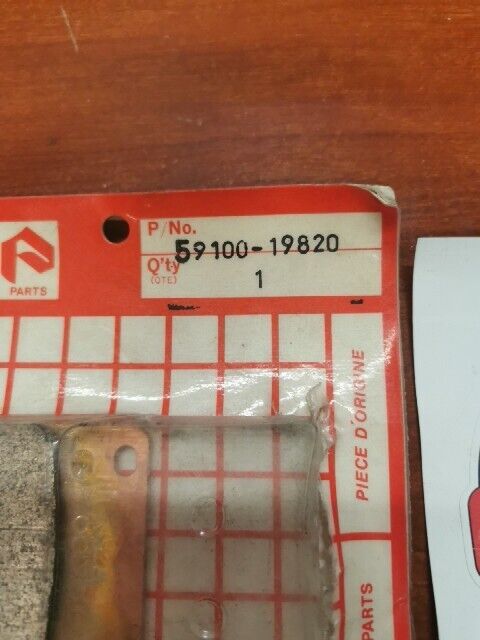 P/No.
59100-19820
Q'ty
(QTE)
1
PARTS
PIECE D'ORIGINE
PARTS